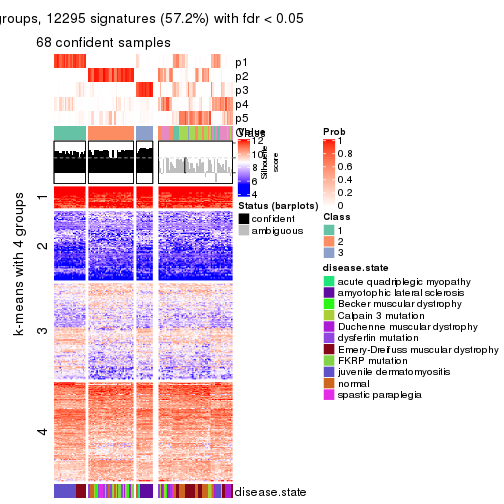 groups, 12295 signatures (57.2%) with fdr < 0.05
68 confident samples
p1
p2
p3
p4
p5
Class
Value
12
10
8
6
4
Silhouette
score
Status (barplots)
confident
ambiguous
Prob
1
0.8
0.6
0.4
0.2
0
Class
1
2
3
disease.state
acute quadriplegic myopathy
amyotophic lateral sclerosis
Becker muscular dystrophy
Calpain 3 mutation
Duchenne muscular dystrophy
dysferlin mutation
Emery-Dreifuss muscular dystrophy
FKRP mutation
juvenile dermatomyositis
normal
spastic paraplegia
k-means with 4 groups
1
2
3
4
disease.state